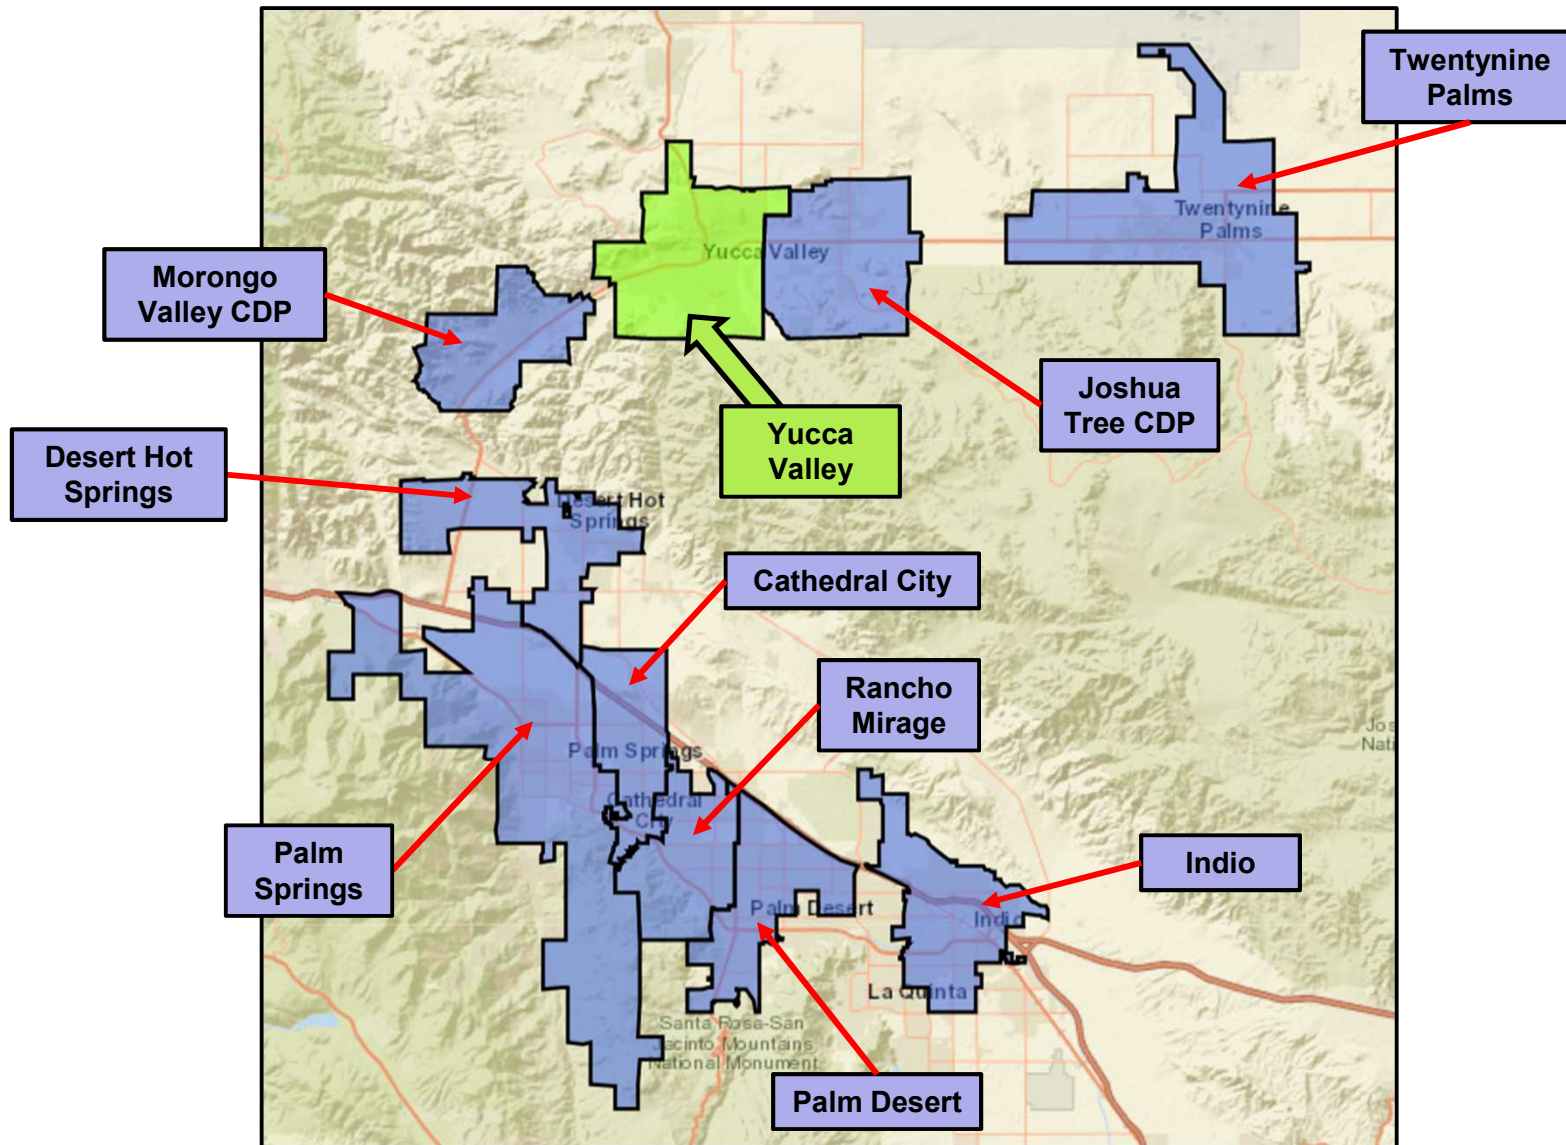 Twentynine
Palms
Twentynine
Palms
Yucca Valley
Morongo
Valley CDP
Joshua
Tree CDP
Yucca
Valley
Desert Hot
Springs
Desert Hot
Springs
Cathedral City
Rancho
Mirage
Jos
Nati
Palm Springs
Cathedral
City
Palm
Springs
Indio
Palm Desert
Indio
La Quinta
Santa Rosa-San
Jacinto Mountains
National Monument
Palm Desert